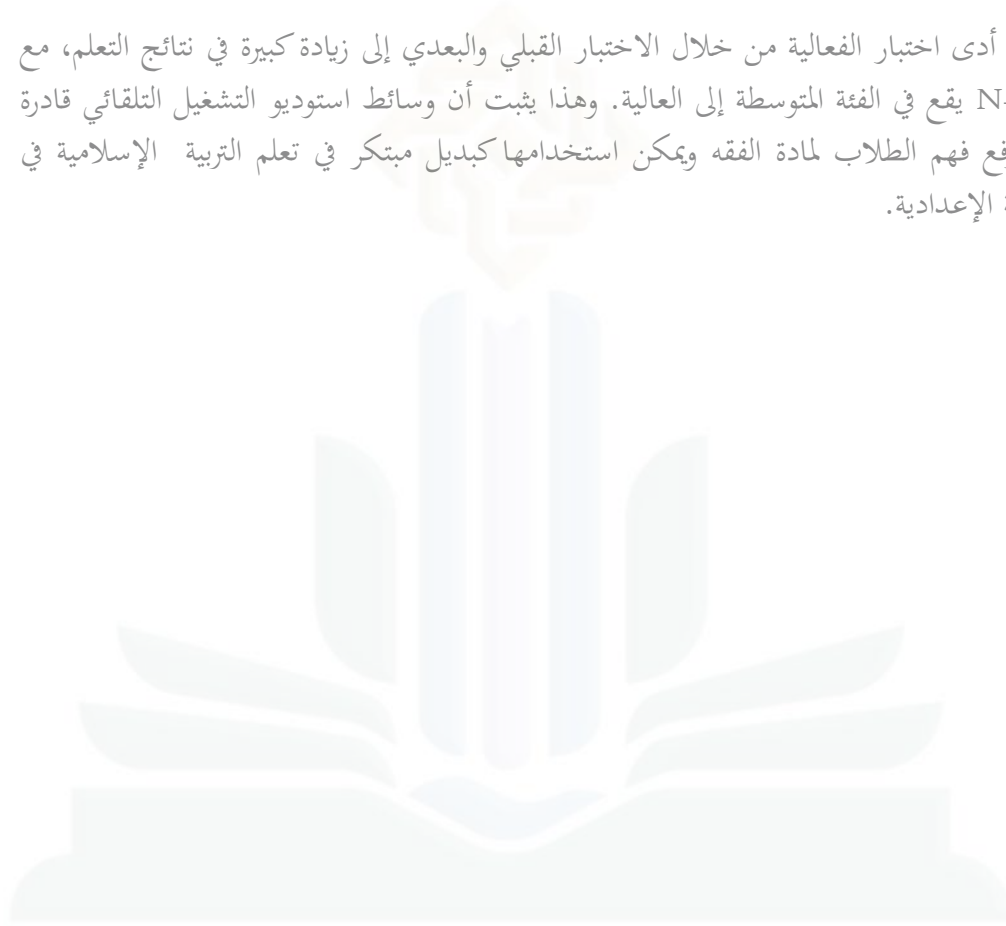 أدى اختبار الفعالية من خلال الاختبار القبلي والبعدي إلى زيادة كبيرة في نتائج التعلم، مع
N يقع في الفئة المتوسطة إلى العالية. وهذا يثبت أن وسائط استوديو التشغيل التلقائي قادرة
فهم الطلاب لمادة الفقه ويمكن استخدامها كبديل مبتكر في تعلم التربية الإسلامية في
الإعدادية.